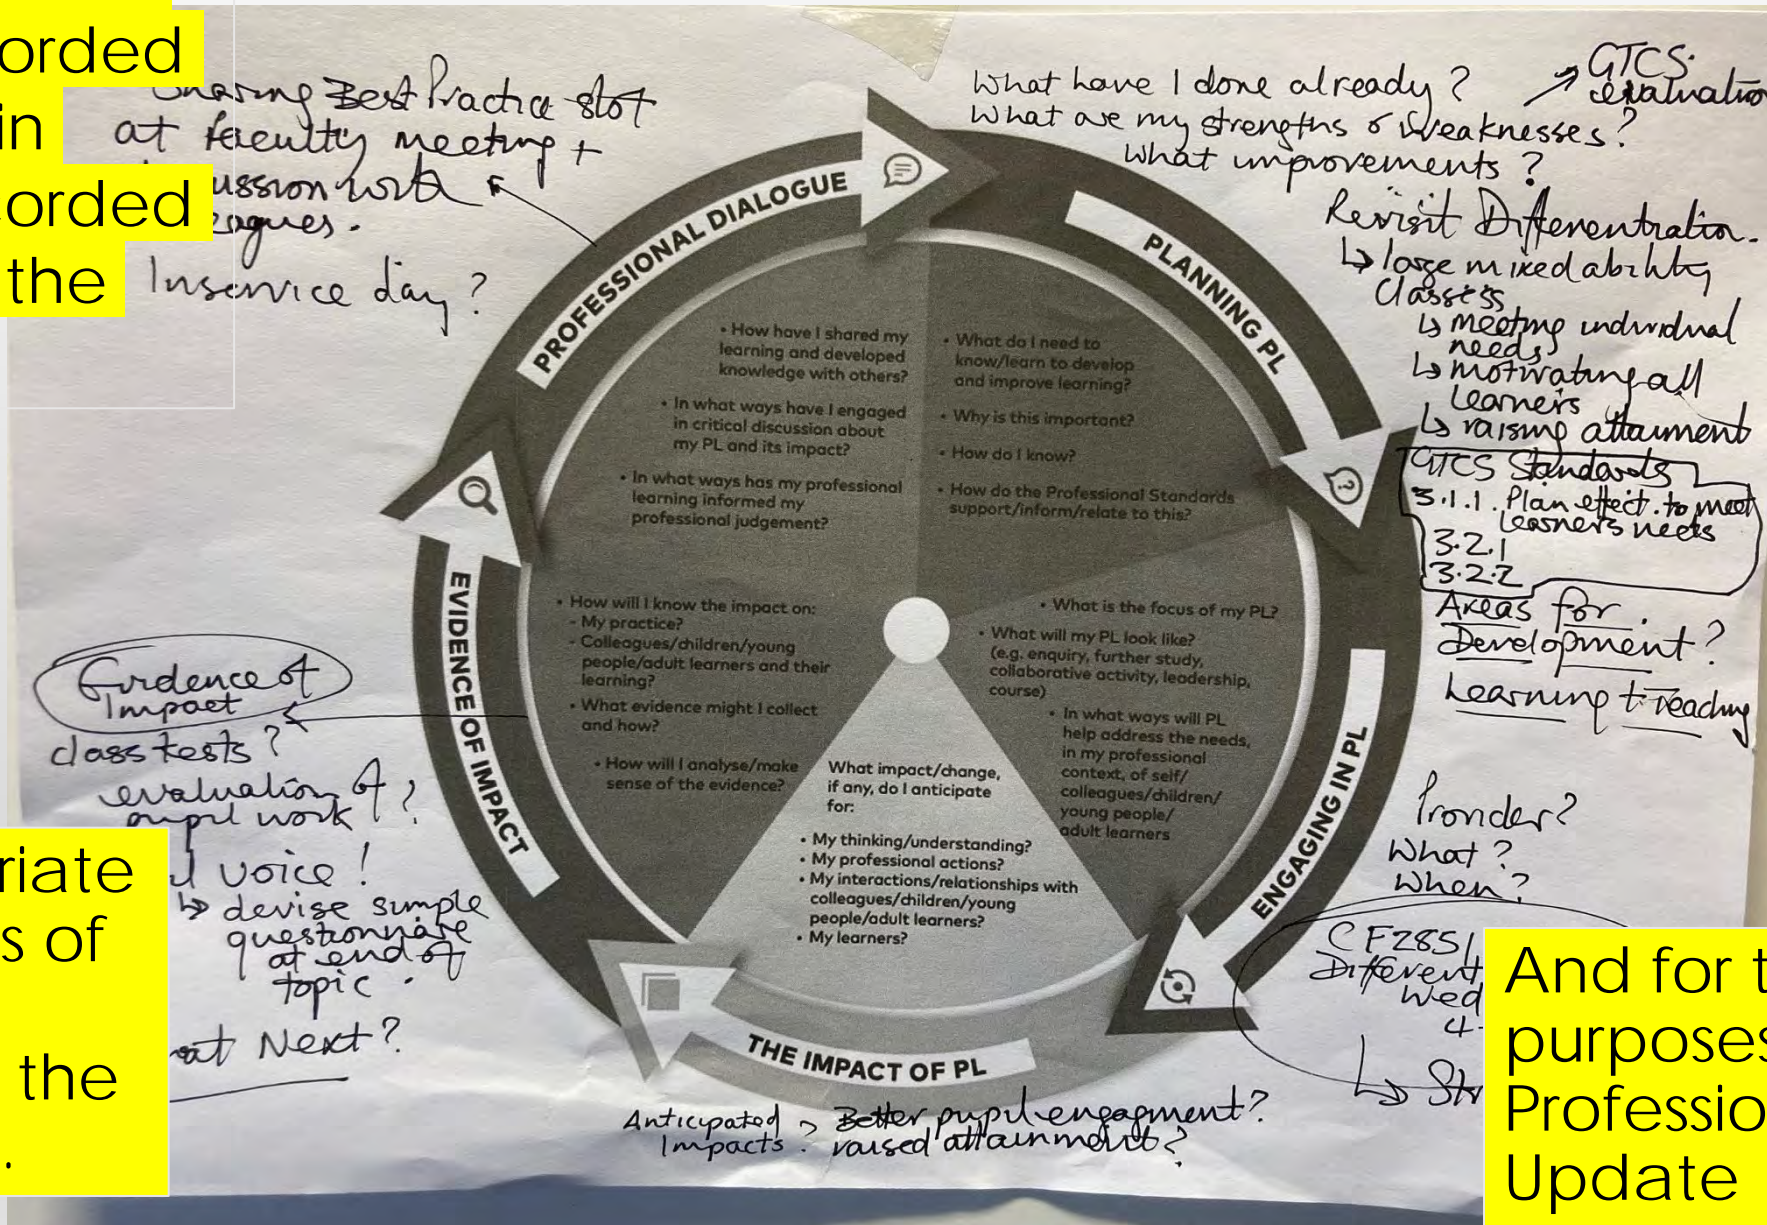 orded
in
orded
the
Sharing Best Practice slot
at faculty meeting +
ussion with
eagues.
Inservice day?
What have I done already?
What are my strengths & weaknesses?
What improvements?
GTCS
evaluation
Revisit Differentiation.
↳ large mixed ability
classes
↳ meeting individual
needs
↳ motivating all
learners
↳ raising attainment
GTCS Standards
3.1.1. Plan effect. to meet
learners needs
3.2.1
3.2.2
Areas for
Development?
Learning + Teaching
Provider?
What?
When?
CF285/
Different
Wed
4-
↳ Str
PROFESSIONAL DIALOGUE
• How have I shared my
learning and developed
knowledge with others?
• In what ways have I engaged
in critical discussion about
my PL and its impact?
• In what ways has my professional
learning informed my
professional judgement?
PLANNING PL
• What do I need to
know/learn to develop
and improve learning?
• Why is this important?
• How do I know?
• How do the Professional Standards
support/inform/relate to this?
ENGAGING IN PL
• What is the focus of my PL?
• What will my PL look like?
(e.g. enquiry, further study,
collaborative activity, leadership,
course)
• In what ways will PL
help address the needs,
in my professional
context, of self/
colleagues/children/
young people/
adult learners
THE IMPACT OF PL
What impact/change,
if any, do I anticipate
for:
• My thinking/understanding?
• My professional actions?
• My interactions/relationships with
colleagues/children/young
people/adult learners?
• My learners?
EVIDENCE OF IMPACT
• How will I know the impact on:
- My practice?
- Colleagues/children/young
people/adult learners and their
learning?
• What evidence might I collect
and how?
• How will I analyse/make
sense of the evidence?
Evidence of
Impact
class tests?
evaluation of
pupil work?
l voice!
↳ devise simple
questionnaire
at end of
topic.
at Next?
Anticipated
Impacts?
Better pupil engagment?
raised attainment?
riate
s of
the
.
And for t
purposes
Professio
Update